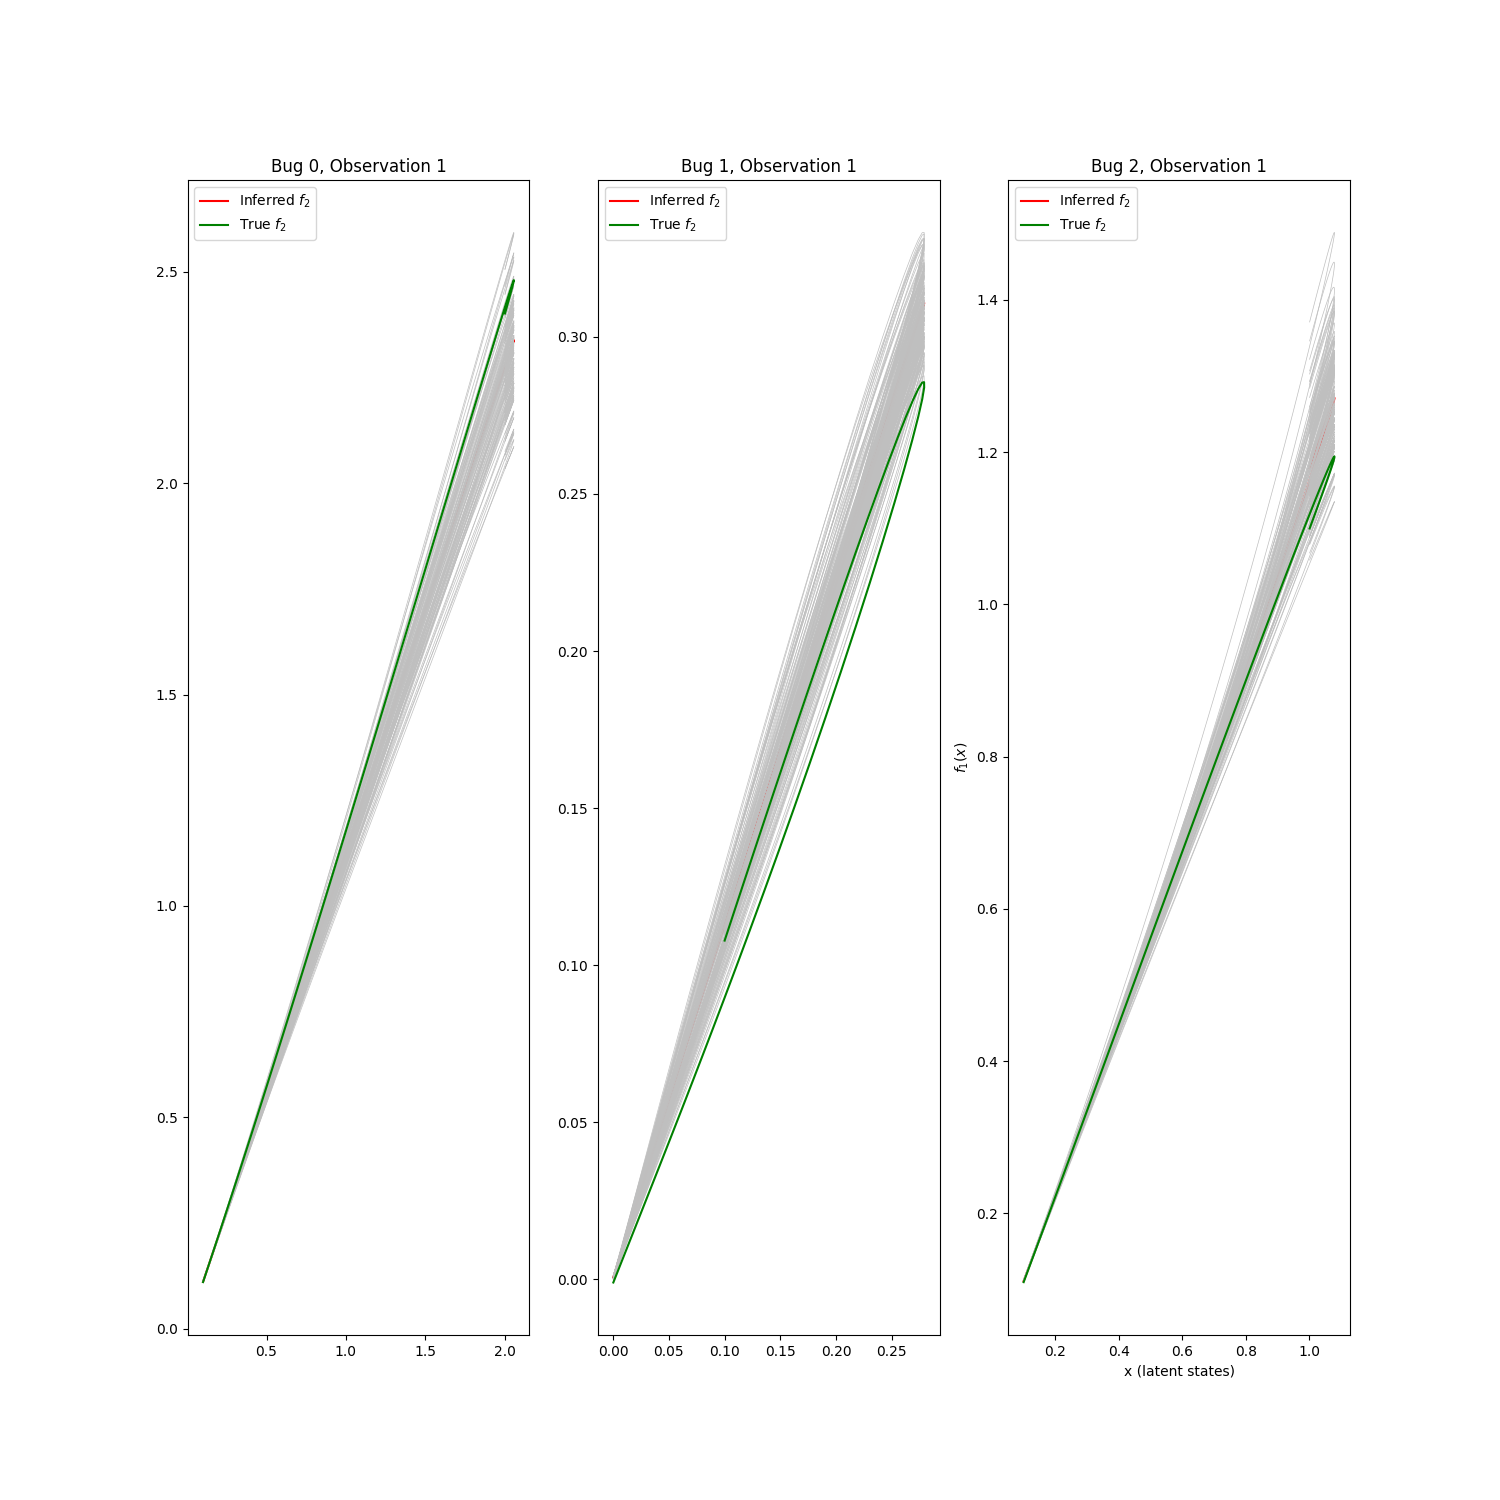 Bug 0, Observation 1
Inferred f₂
True f₂
2.5
2.0
1.5
1.0
0.5
0.0
0.5 1.0 1.5 2.0
Bug 1, Observation 1
Inferred f₂
True f₂
0.30
0.25
0.20
0.15
0.10
0.05
0.00
0.00 0.05 0.10 0.15 0.20 0.25
Bug 2, Observation 1
Inferred f₂
True f₂
f₁(x)
1.4
1.2
1.0
0.8
0.6
0.4
0.2
0.2 0.4 0.6 0.8 1.0
x (latent states)